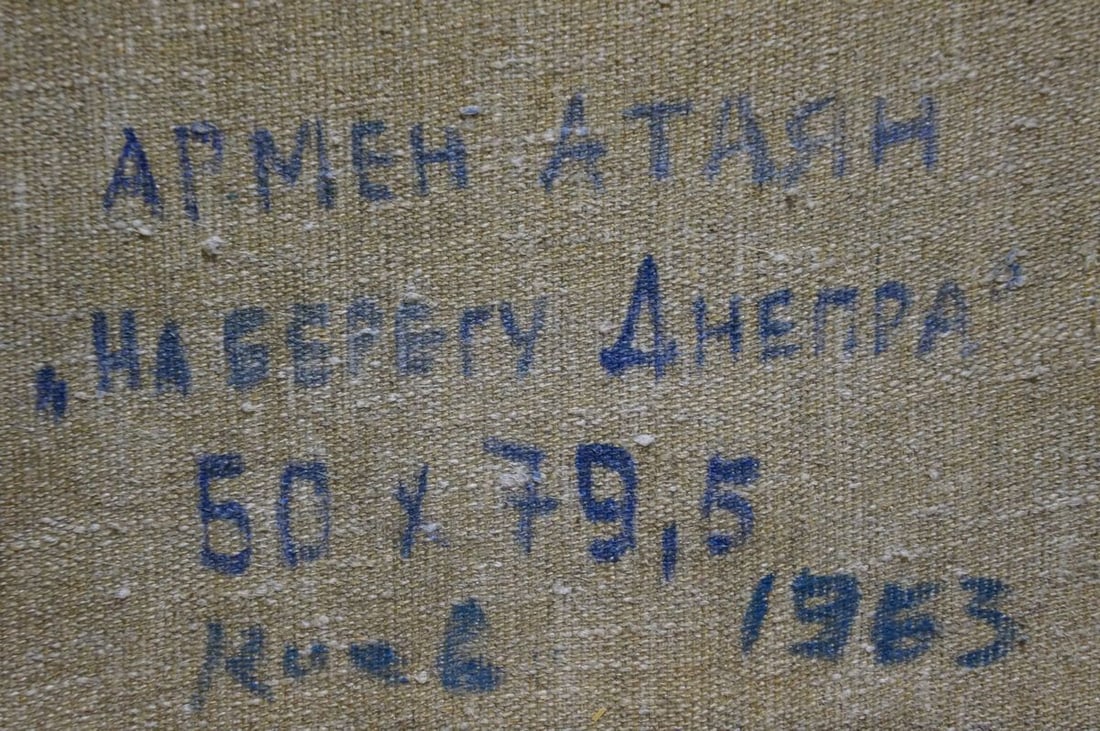 АРМЕН АТАЯН
„НА БЕРЕГУ ДНЕПРА"
50 х 79,5
Киев 1963